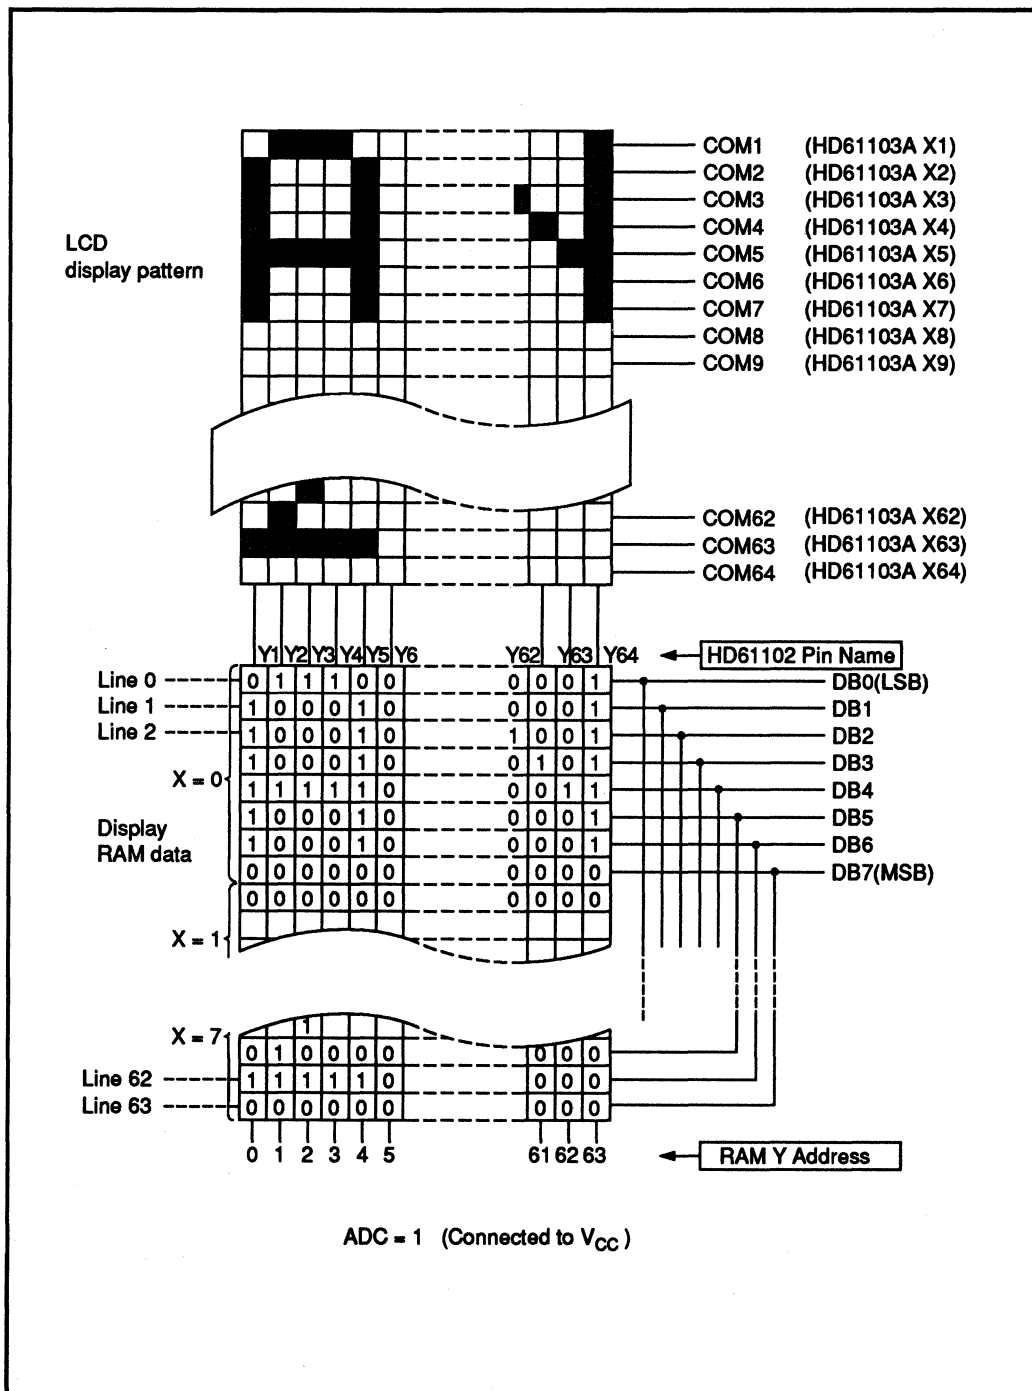 COM1 (HD61103A X1)
COM2 (HD61103A X2)
COM3 (HD61103A X3)
COM4 (HD61103A X4)
LCD
display pattern
COM5 (HD61103A X5)
COM6 (HD61103A X6)
COM7 (HD61103A X7)
COM8 (HD61103A X8)
COM9 (HD61103A X9)
COM62 (HD61103A X62)
COM63 (HD61103A X63)
COM64 (HD61103A X64)
Y1 Y2 Y3 Y4 Y5 Y6 Y62 Y63 Y64 HD61102 Pin Name
Line 0 0 1 1 1 0 0 0 0 0 1 DB0(LSB)
Line 1 1 0 0 0 1 0 0 0 0 1 DB1
Line 2 1 0 0 0 1 0 1 0 0 1 DB2
X = 0 1 0 0 0 1 0 0 1 0 1 DB3
1 1 1 1 1 0 0 0 1 1 DB4
Display
RAM data
1 0 0 0 1 0 0 0 0 1 DB5
1 0 0 0 1 0 0 0 0 1 DB6
0 0 0 0 0 0 0 0 0 0 DB7(MSB)
0 0 0 0 0 0 0 0 0 0
X = 1
X = 7 1
0 1 0 0 0 0 0 0 0
Line 62 1 1 1 1 1 0 0 0 0
Line 63 0 0 0 0 0 0 0 0 0
0 1 2 3 4 5 61 62 63 RAM Y Address
ADC = 1 (Connected to VCC)